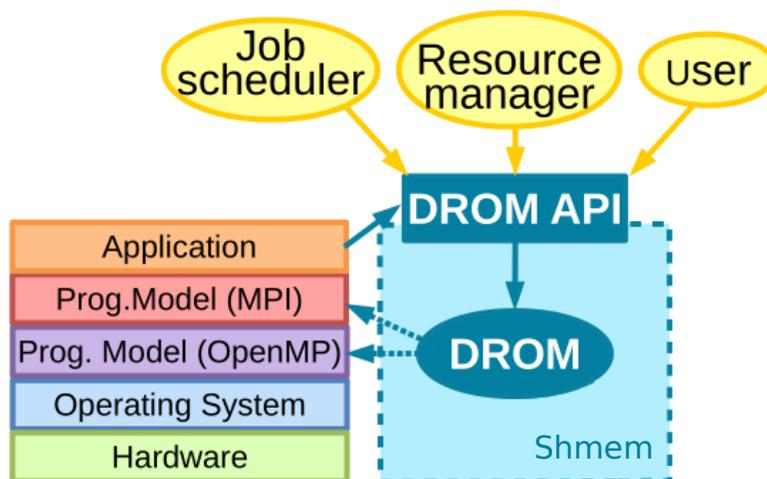 Job
scheduler
Resource
manager
User
DROM API
Application
Prog.Model (MPI)
Prog. Model (OpenMP)
DROM
Operating System
Shmem
Hardware